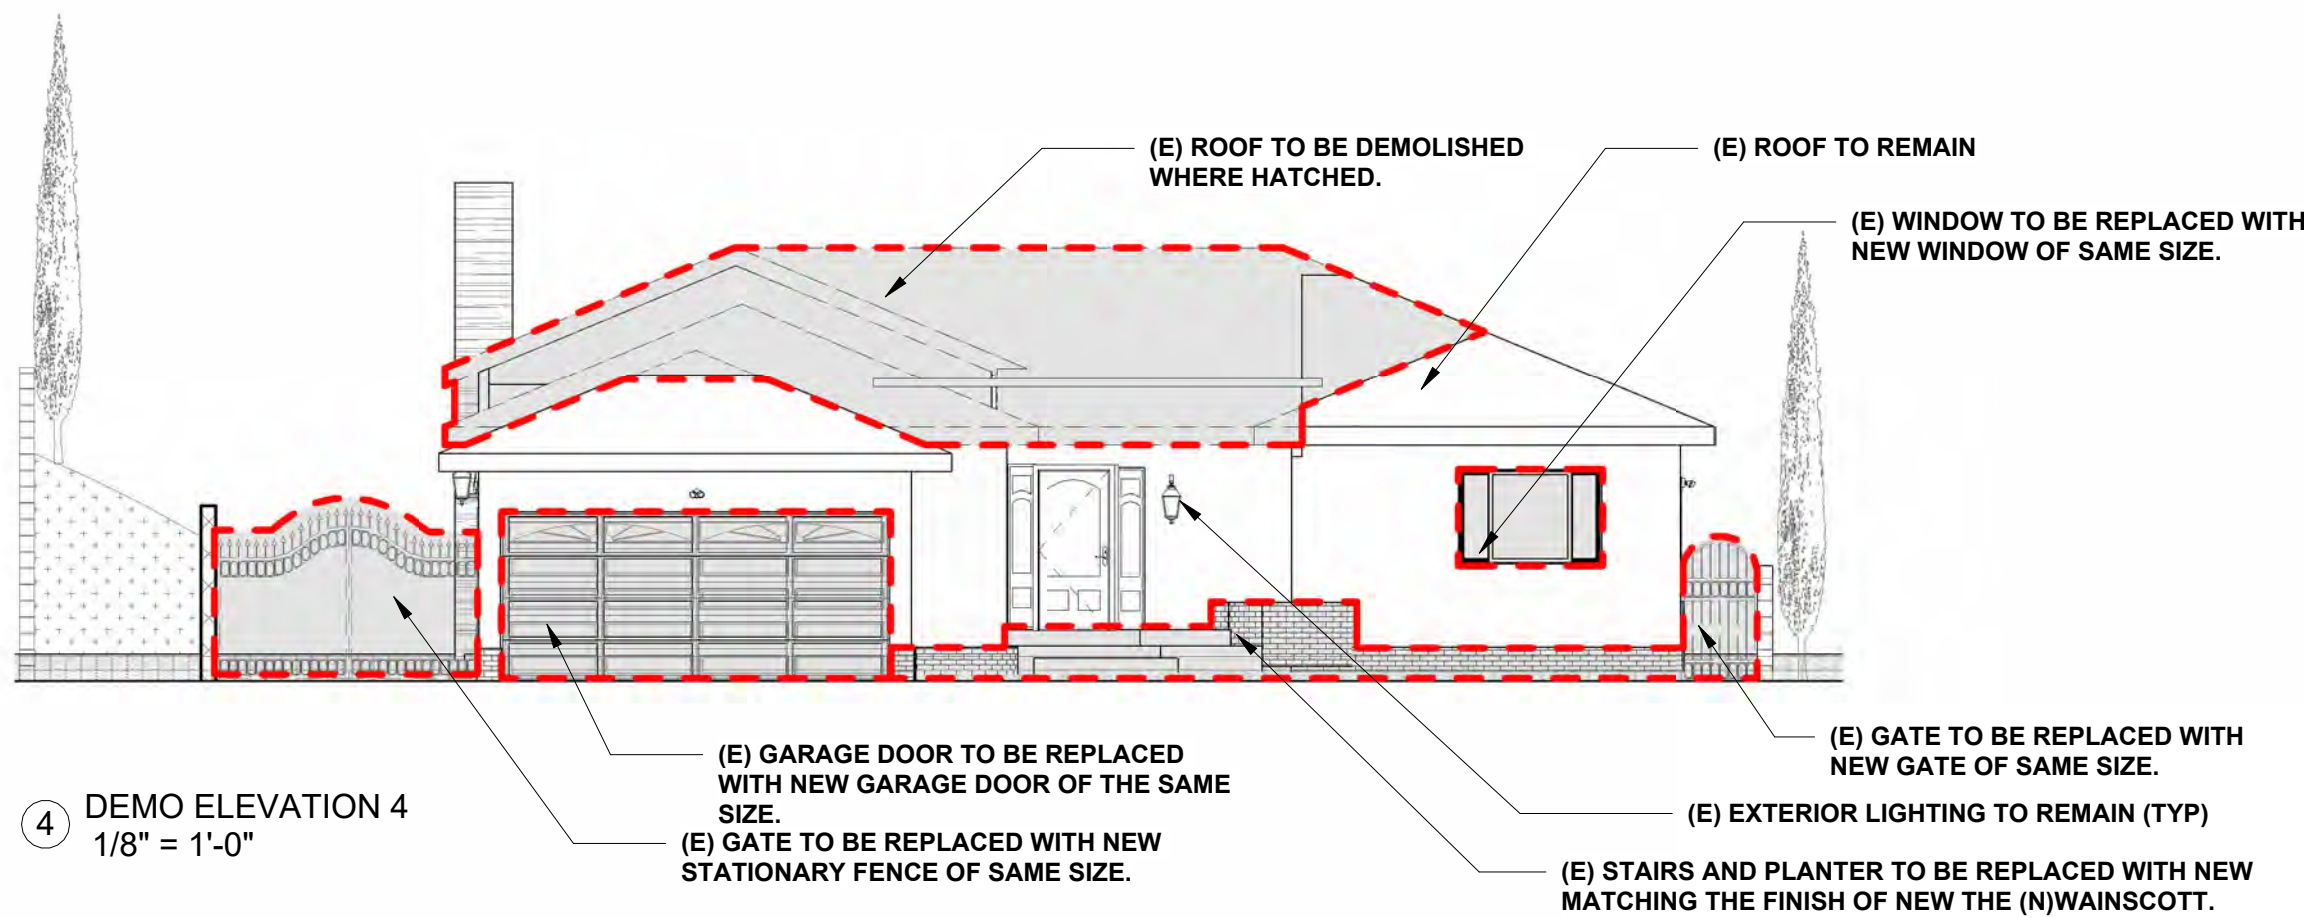 (E) ROOF TO BE DEMOLISHED
WHERE HATCHED.
(E) ROOF TO REMAIN
(E) WINDOW TO BE REPLACED WITH
NEW WINDOW OF SAME SIZE.
(E) GATE TO BE REPLACED WITH
NEW GATE OF SAME SIZE.
(E) GARAGE DOOR TO BE REPLACED
WITH NEW GARAGE DOOR OF THE SAME
SIZE.
(E) EXTERIOR LIGHTING TO REMAIN (TYP)
(E) GATE TO BE REPLACED WITH NEW
STATIONARY FENCE OF SAME SIZE.
(E) STAIRS AND PLANTER TO BE REPLACED WITH NEW
MATCHING THE FINISH OF NEW THE (N)WAINSCOTT.
4 DEMO ELEVATION 4
1/8" = 1'-0"